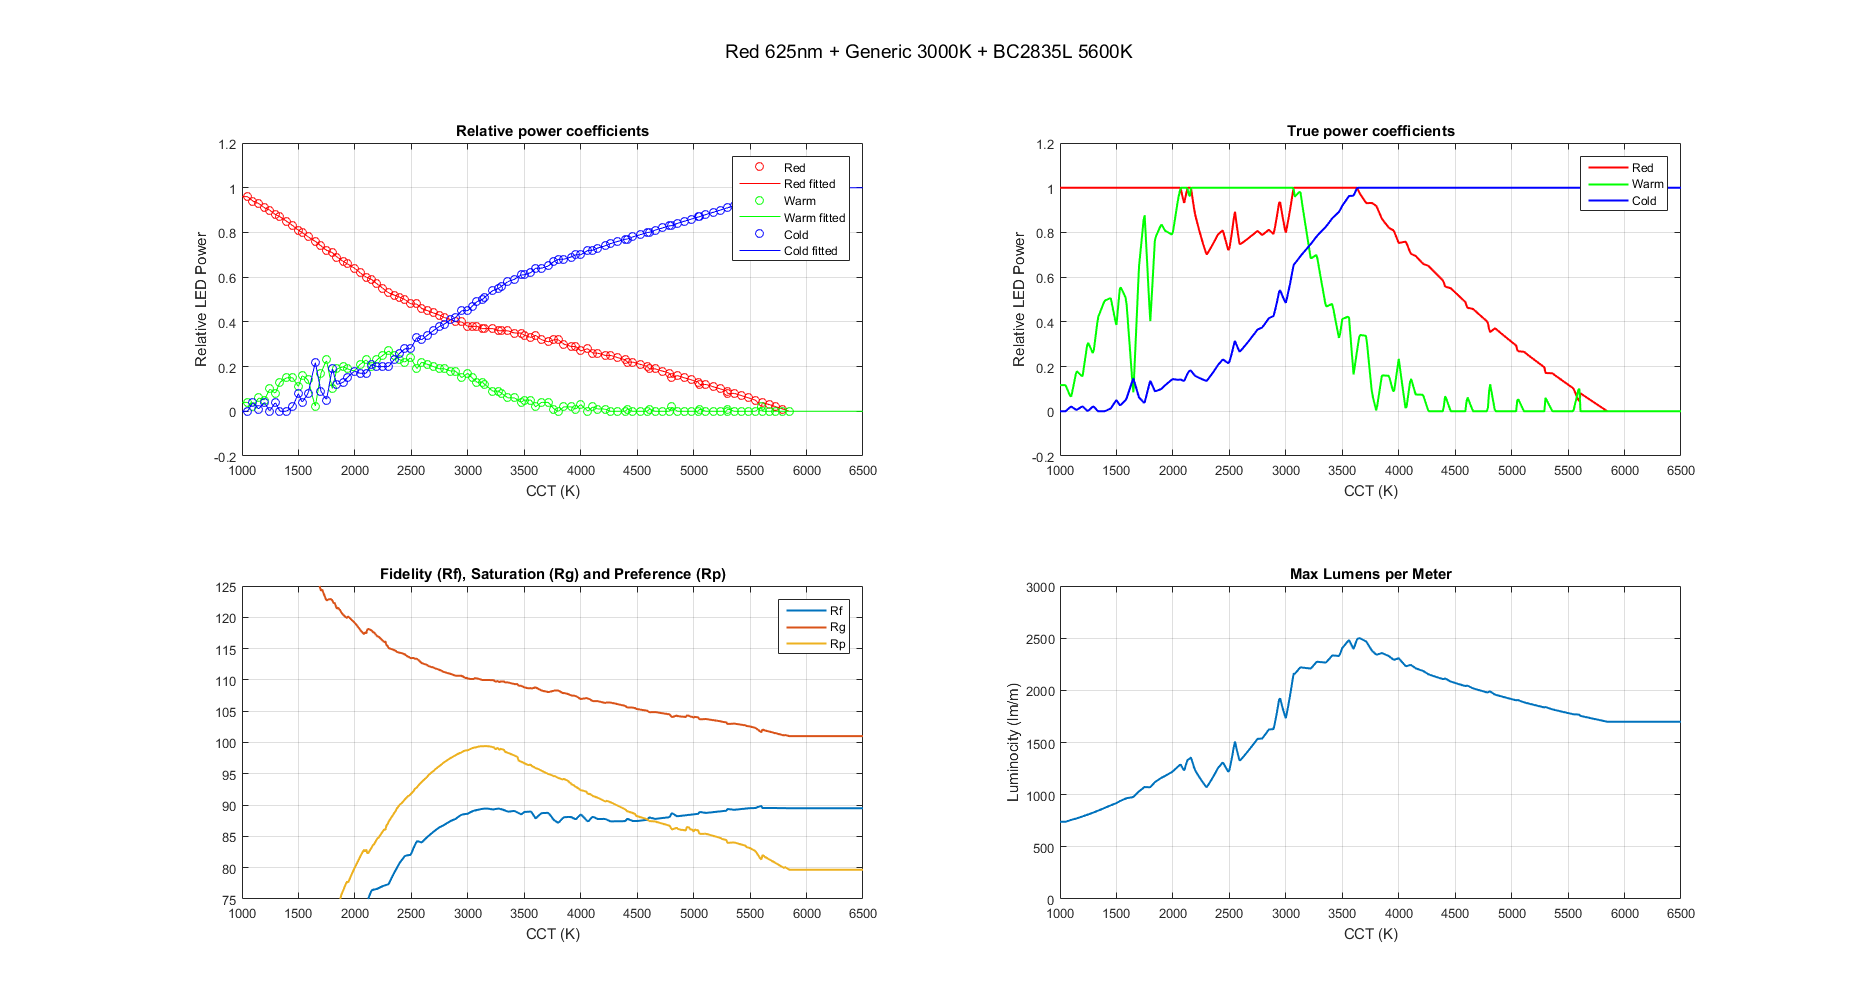 Red 625nm + Generic 3000K + BC2835L 5600K
Relative power coefficients
Relative LED Power
1.2
1
0.8
0.6
0.4
0.2
0
-0.2
Red
Red fitted
Warm
Warm fitted
Cold
Cold fitted
1000 1500 2000 2500 3000 3500 4000 4500 5000 5500 6000 6500
CCT (K)
True power coefficients
Relative LED Power
1.2
1
0.8
0.6
0.4
0.2
0
-0.2
Red
Warm
Cold
1000 1500 2000 2500 3000 3500 4000 4500 5000 5500 6000 6500
CCT (K)
Fidelity (Rf), Saturation (Rg) and Preference (Rp)
125
120
115
110
105
100
95
90
85
80
75
Rf
Rg
Rp
1000 1500 2000 2500 3000 3500 4000 4500 5000 5500 6000 6500
CCT (K)
Max Lumens per Meter
Luminocity (lm/m)
3000
2500
2000
1500
1000
500
0
1000 1500 2000 2500 3000 3500 4000 4500 5000 5500 6000 6500
CCT (K)